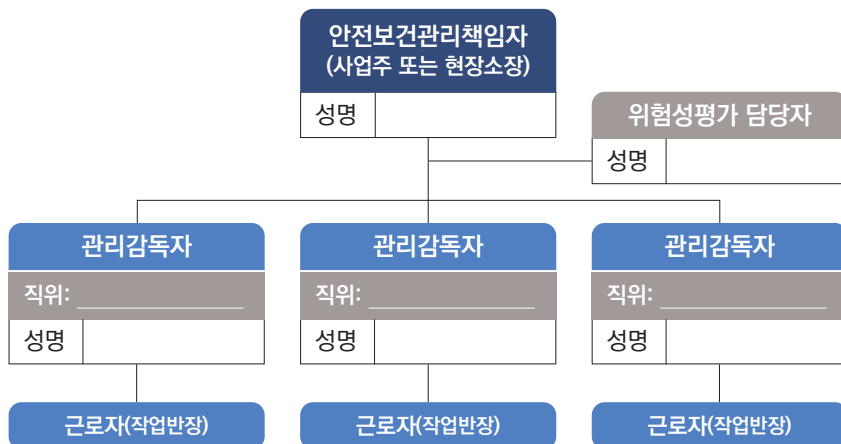 안전보건관리책임자
(사업주 또는 현장소장)
성명
위험성평가 담당자
성명
관리감독자
직위:
성명
관리감독자
직위:
성명
관리감독자
직위:
성명
근로자(작업반장)
근로자(작업반장)
근로자(작업반장)